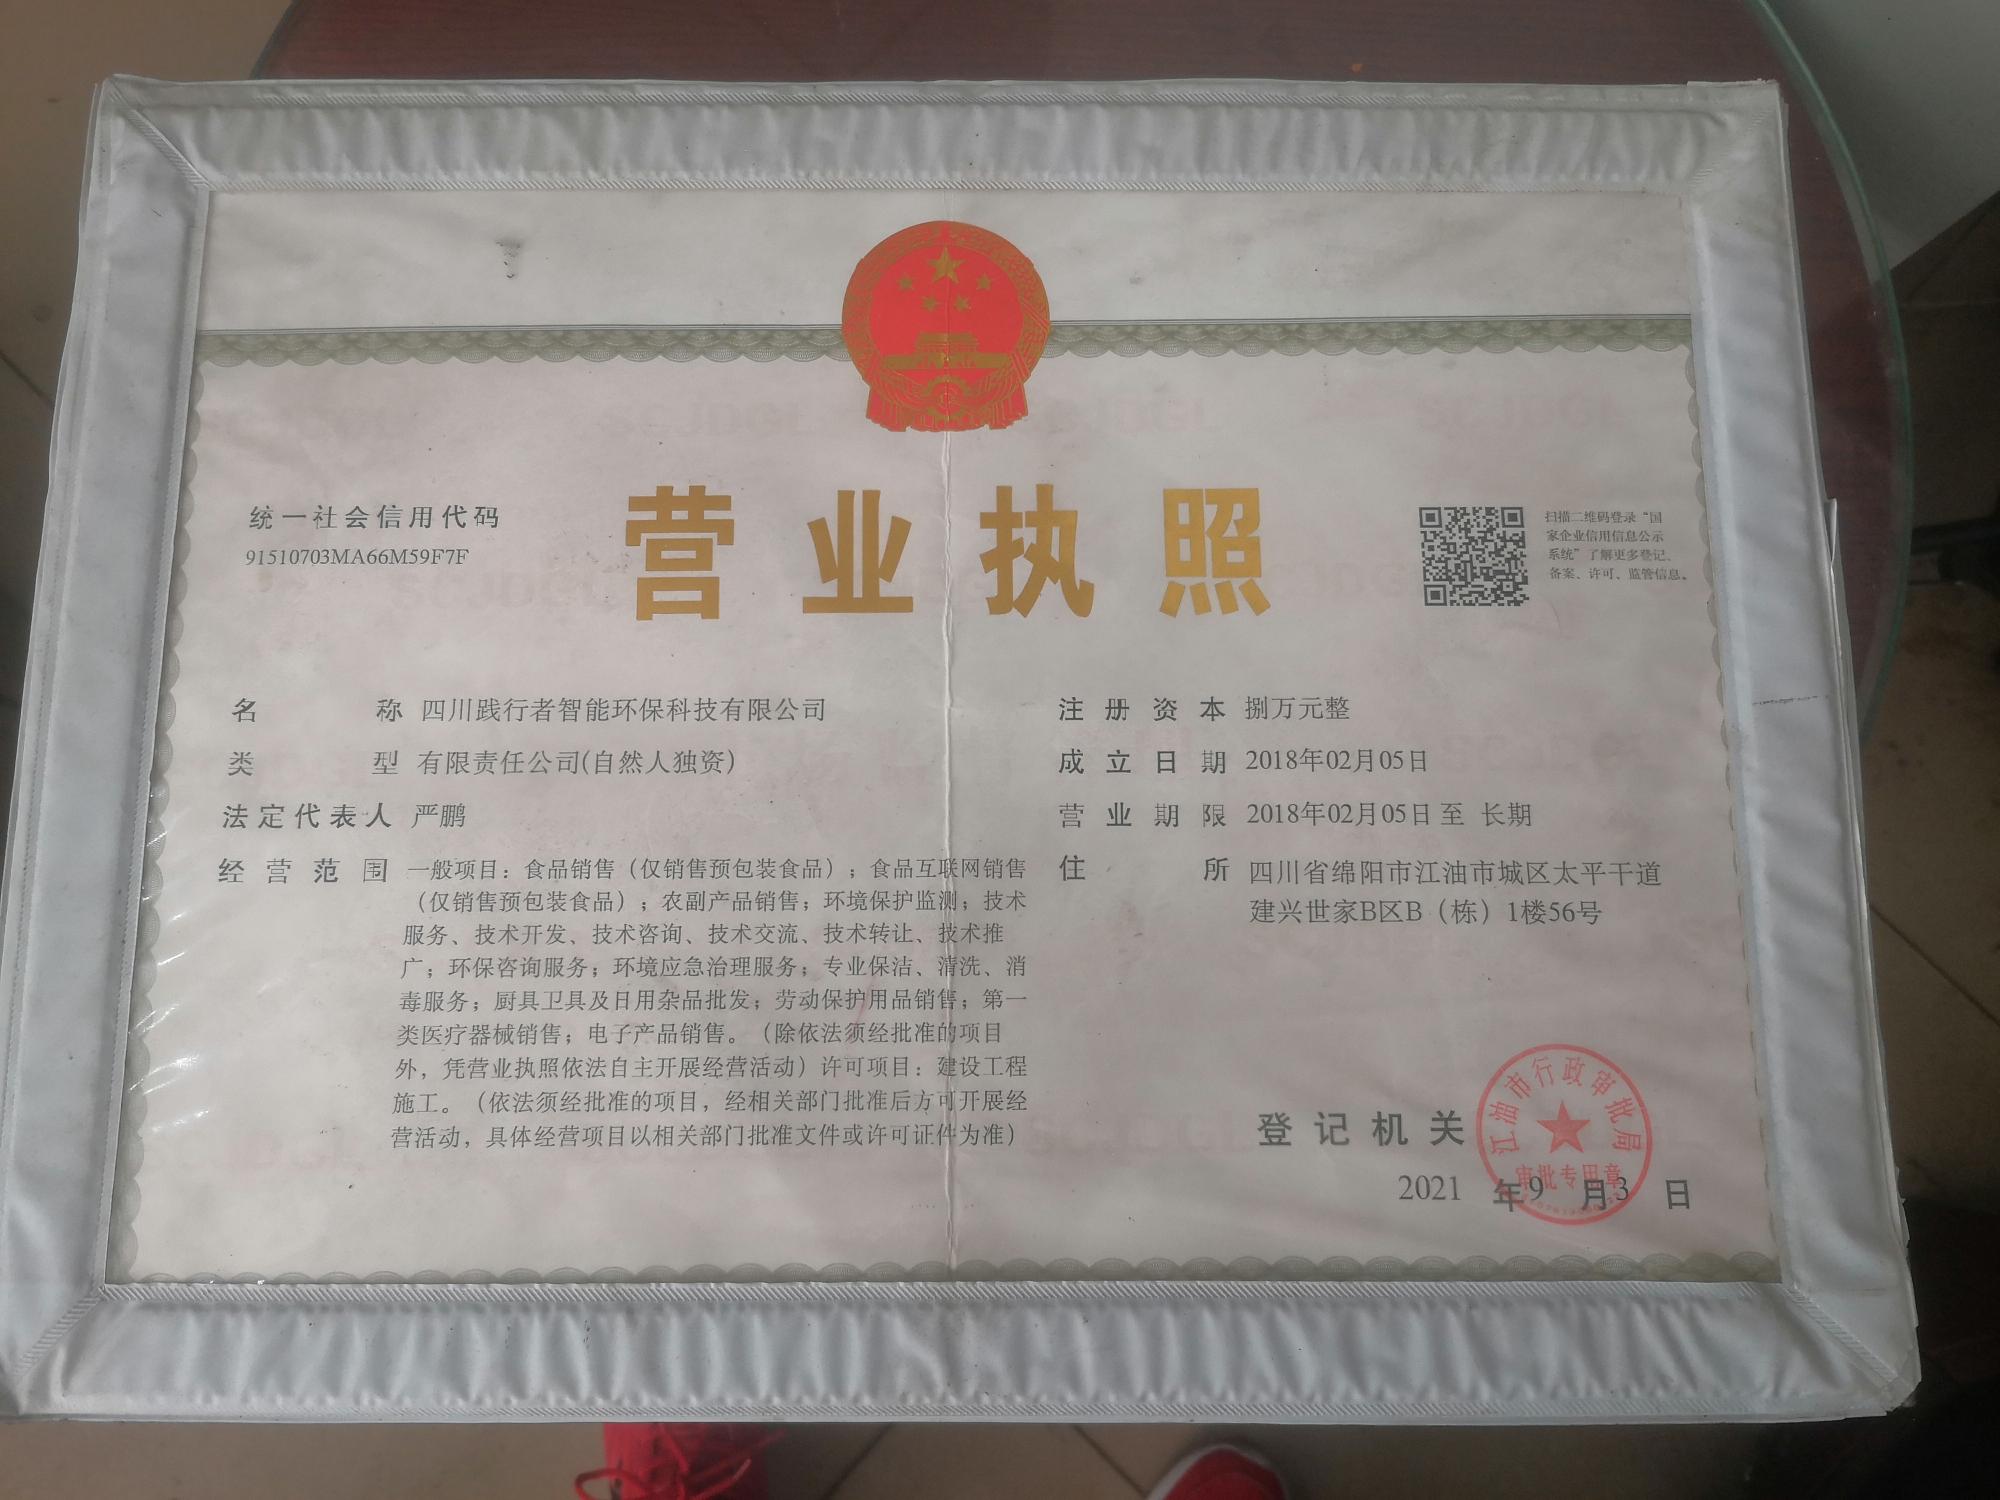 统一社会信用代码
91510703MA66M59F7F
营业执照
扫描二维码登录“国
家企业信用信息公示
系统”了解更多登记、
备案、许可、监管信息。
名称 四川践行者智能环保科技有限公司
类型 有限责任公司(自然人独资)
法定代表人 严鹏
经营范围 一般项目：食品销售（仅销售预包装食品）；食品互联网销售
（仅销售预包装食品）；农副产品销售；环境保护监测；技术
服务、技术开发、技术咨询、技术交流、技术转让、技术推
广；环保咨询服务；环境应急治理服务；专业保洁、清洗、消
毒服务；厨具卫具及日用杂品批发；劳动保护用品销售；第一
类医疗器械销售；电子产品销售。（除依法须经批准的项目
外，凭营业执照依法自主开展经营活动）许可项目：建设工程
施工。（依法须经批准的项目，经相关部门批准后方可开展经
营活动，具体经营项目以相关部门批准文件或许可证件为准）
注册资本 捌万元整
成立日期 2018年02月05日
营业期限 2018年02月05日 至 长期
住所 四川省绵阳市江油市城区太平干道
建兴世家B区B（栋）1楼56号
登记机关
江油市行政审批局
审批专用章
2021 年9 月3 日